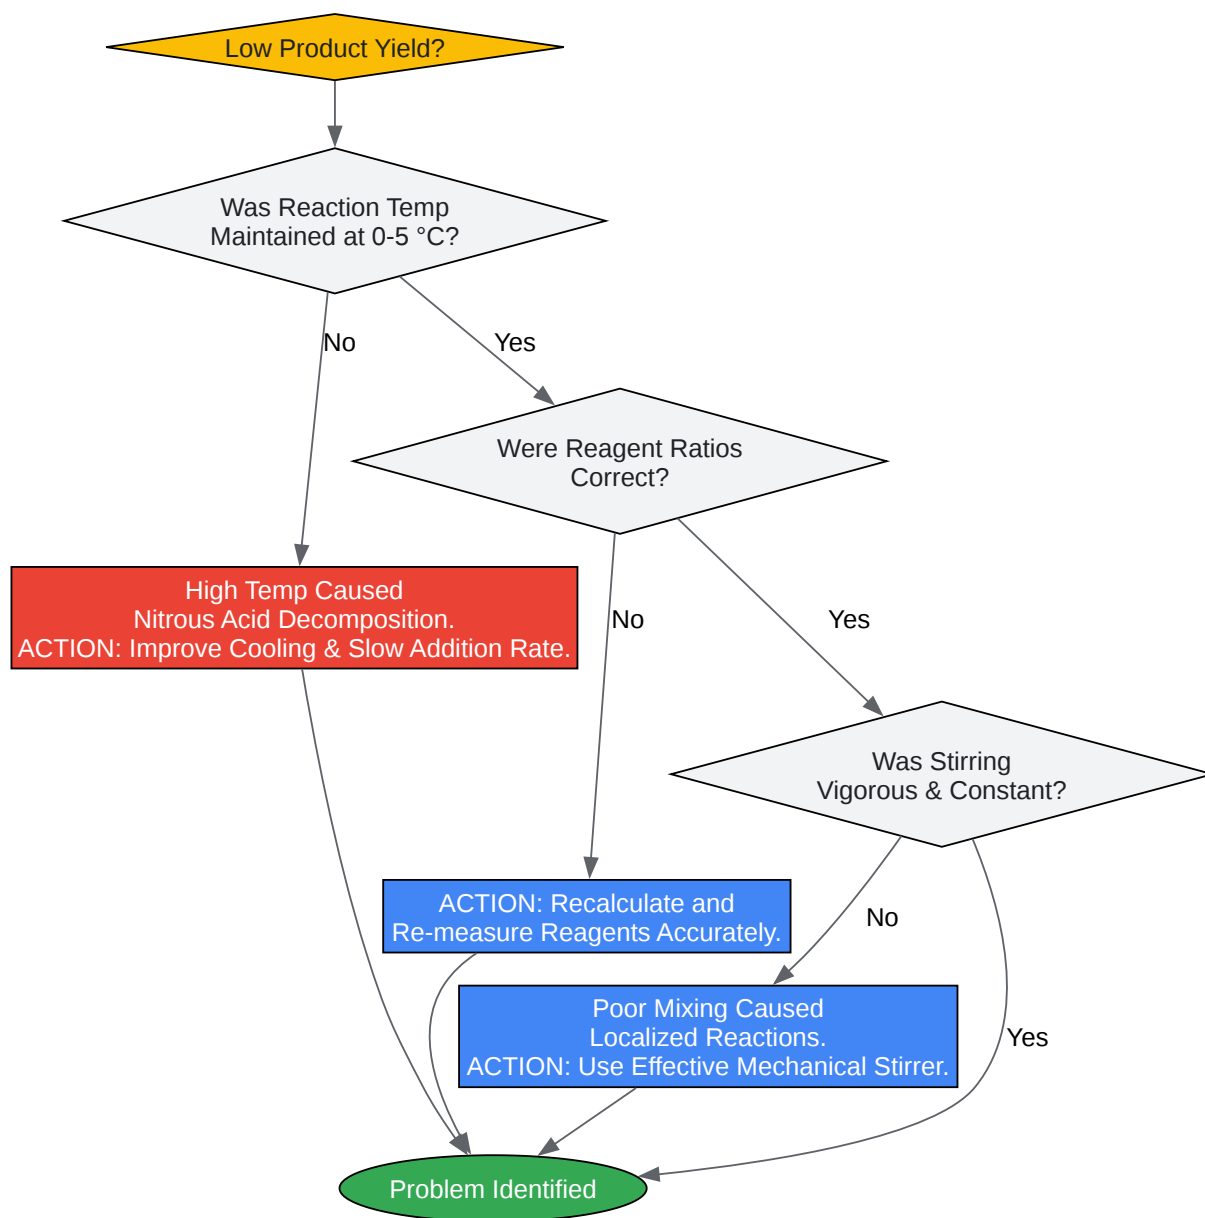 Low Product Yield?
Was Reaction Temp
Maintained at 0-5 °C?
No
Yes
Were Reagent Ratios
Correct?
High Temp Caused
Nitrous Acid Decomposition.
ACTION: Improve Cooling & Slow Addition Rate.
No
Yes
Was Stirring
Vigorous & Constant?
ACTION: Recalculate and
Re-measure Reagents Accurately.
No
Poor Mixing Caused
Localized Reactions.
ACTION: Use Effective Mechanical Stirrer.
Yes
Problem Identified